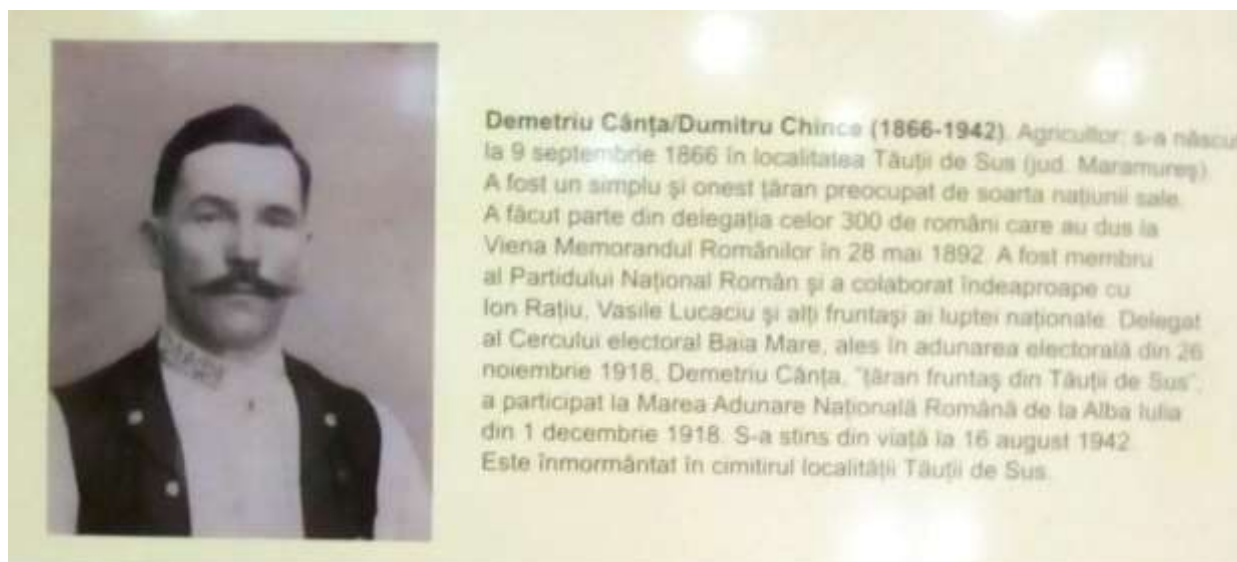 Demetriu Cânța/Dumitru Chince (1866-1942). Agricultor; s-a născut
la 9 septembrie 1866 în localitatea Tăuții de Sus (jud. Maramureș).
A fost un simplu și onest țăran preocupat de soarta națiunii sale.
A făcut parte din delegația celor 300 de români care au dus la
Viena Memorandul Românilor în 28 mai 1892. A fost membru
al Partidului Național Român și a colaborat îndeaproape cu
Ion Rațiu, Vasile Lucaciu și alți fruntași ai luptei naționale. Delegat
al Cercului electoral Baia Mare, ales în adunarea electorală din 26
noiembrie 1918, Demetriu Cânța, "țăran fruntaș din Tăuții de Sus",
a participat la Marea Adunare Națională Română de la Alba Iulia
din 1 decembrie 1918. S-a stins din viață la 16 august 1942.
Este înmormântat în cimitirul localității Tăuții de Sus.